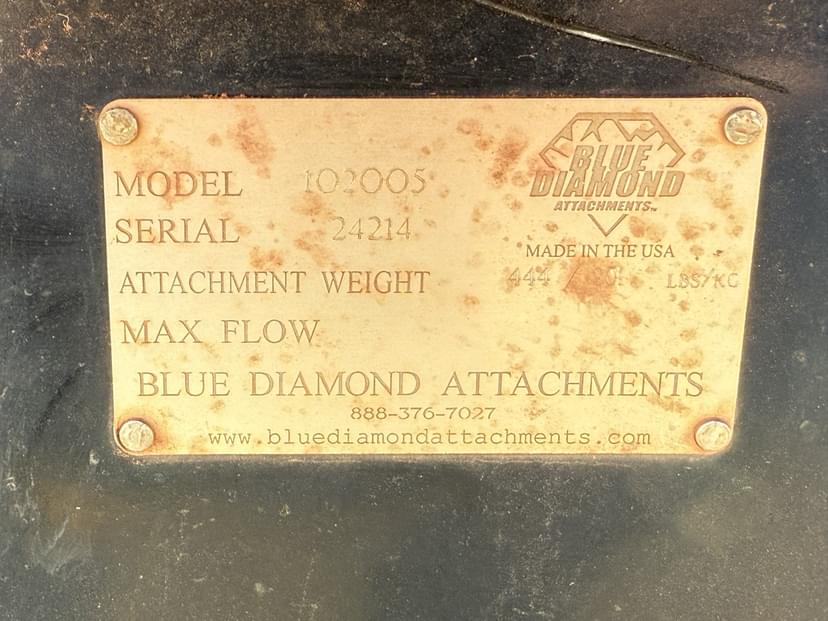 BLUE
DIAMOND
ATTACHMENTS™
MADE IN THE USA
MODEL 102005
SERIAL 24214
ATTACHMENT WEIGHT 444 / LBS/KG
MAX FLOW
BLUE DIAMOND ATTACHMENTS
888-376-7027
www.bluediamondattachments.com